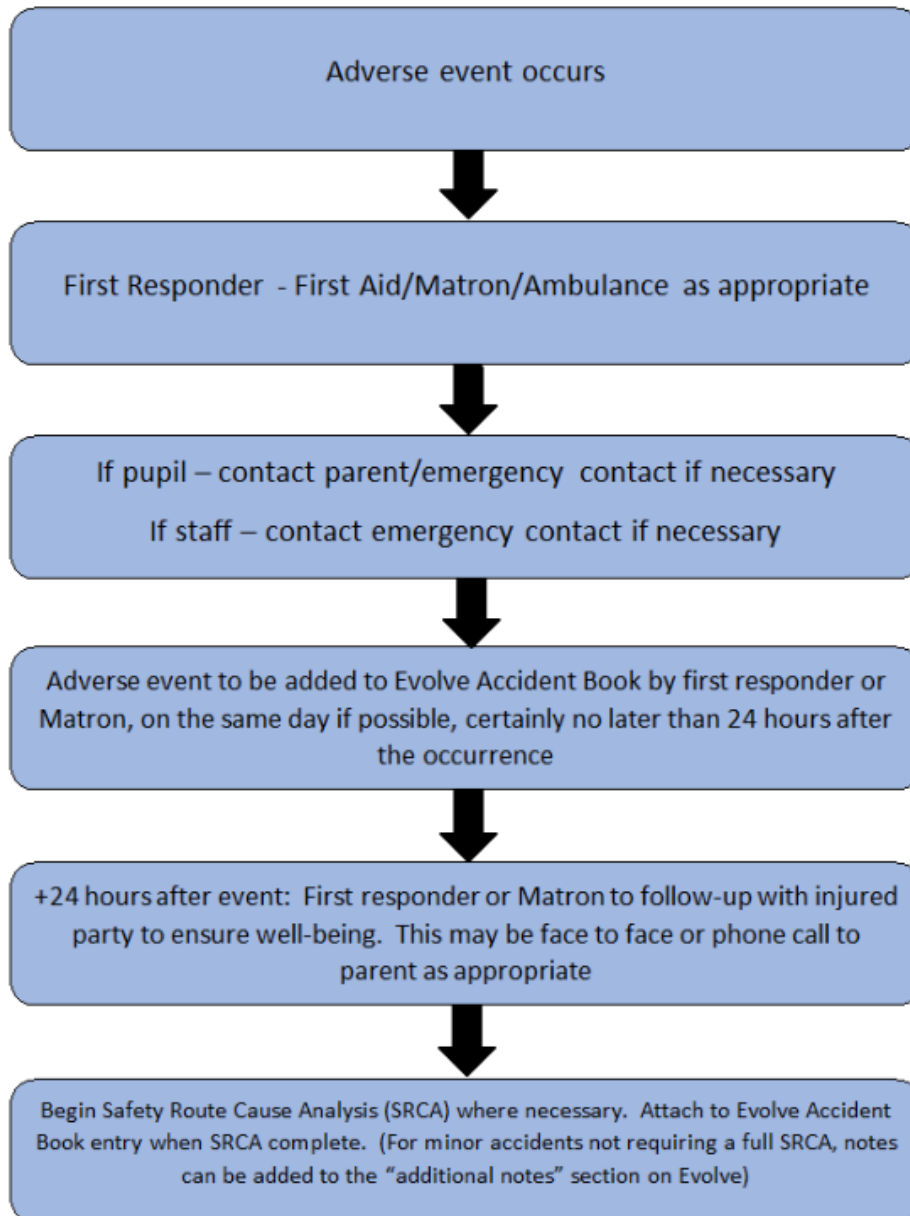 Adverse event occurs
First Responder - First Aid/Matron/Ambulance as appropriate
If pupil – contact parent/emergency contact if necessary
If staff – contact emergency contact if necessary
Adverse event to be added to Evolve Accident Book by first responder or
Matron, on the same day if possible, certainly no later than 24 hours after
the occurrence
+24 hours after event: First responder or Matron to follow-up with injured
party to ensure well-being. This may be face to face or phone call to
parent as appropriate
Begin Safety Route Cause Analysis (SRCA) where necessary. Attach to Evolve Accident
Book entry when SRCA complete. (For minor accidents not requiring a full SRCA, notes
can be added to the “additional notes” section on Evolve)